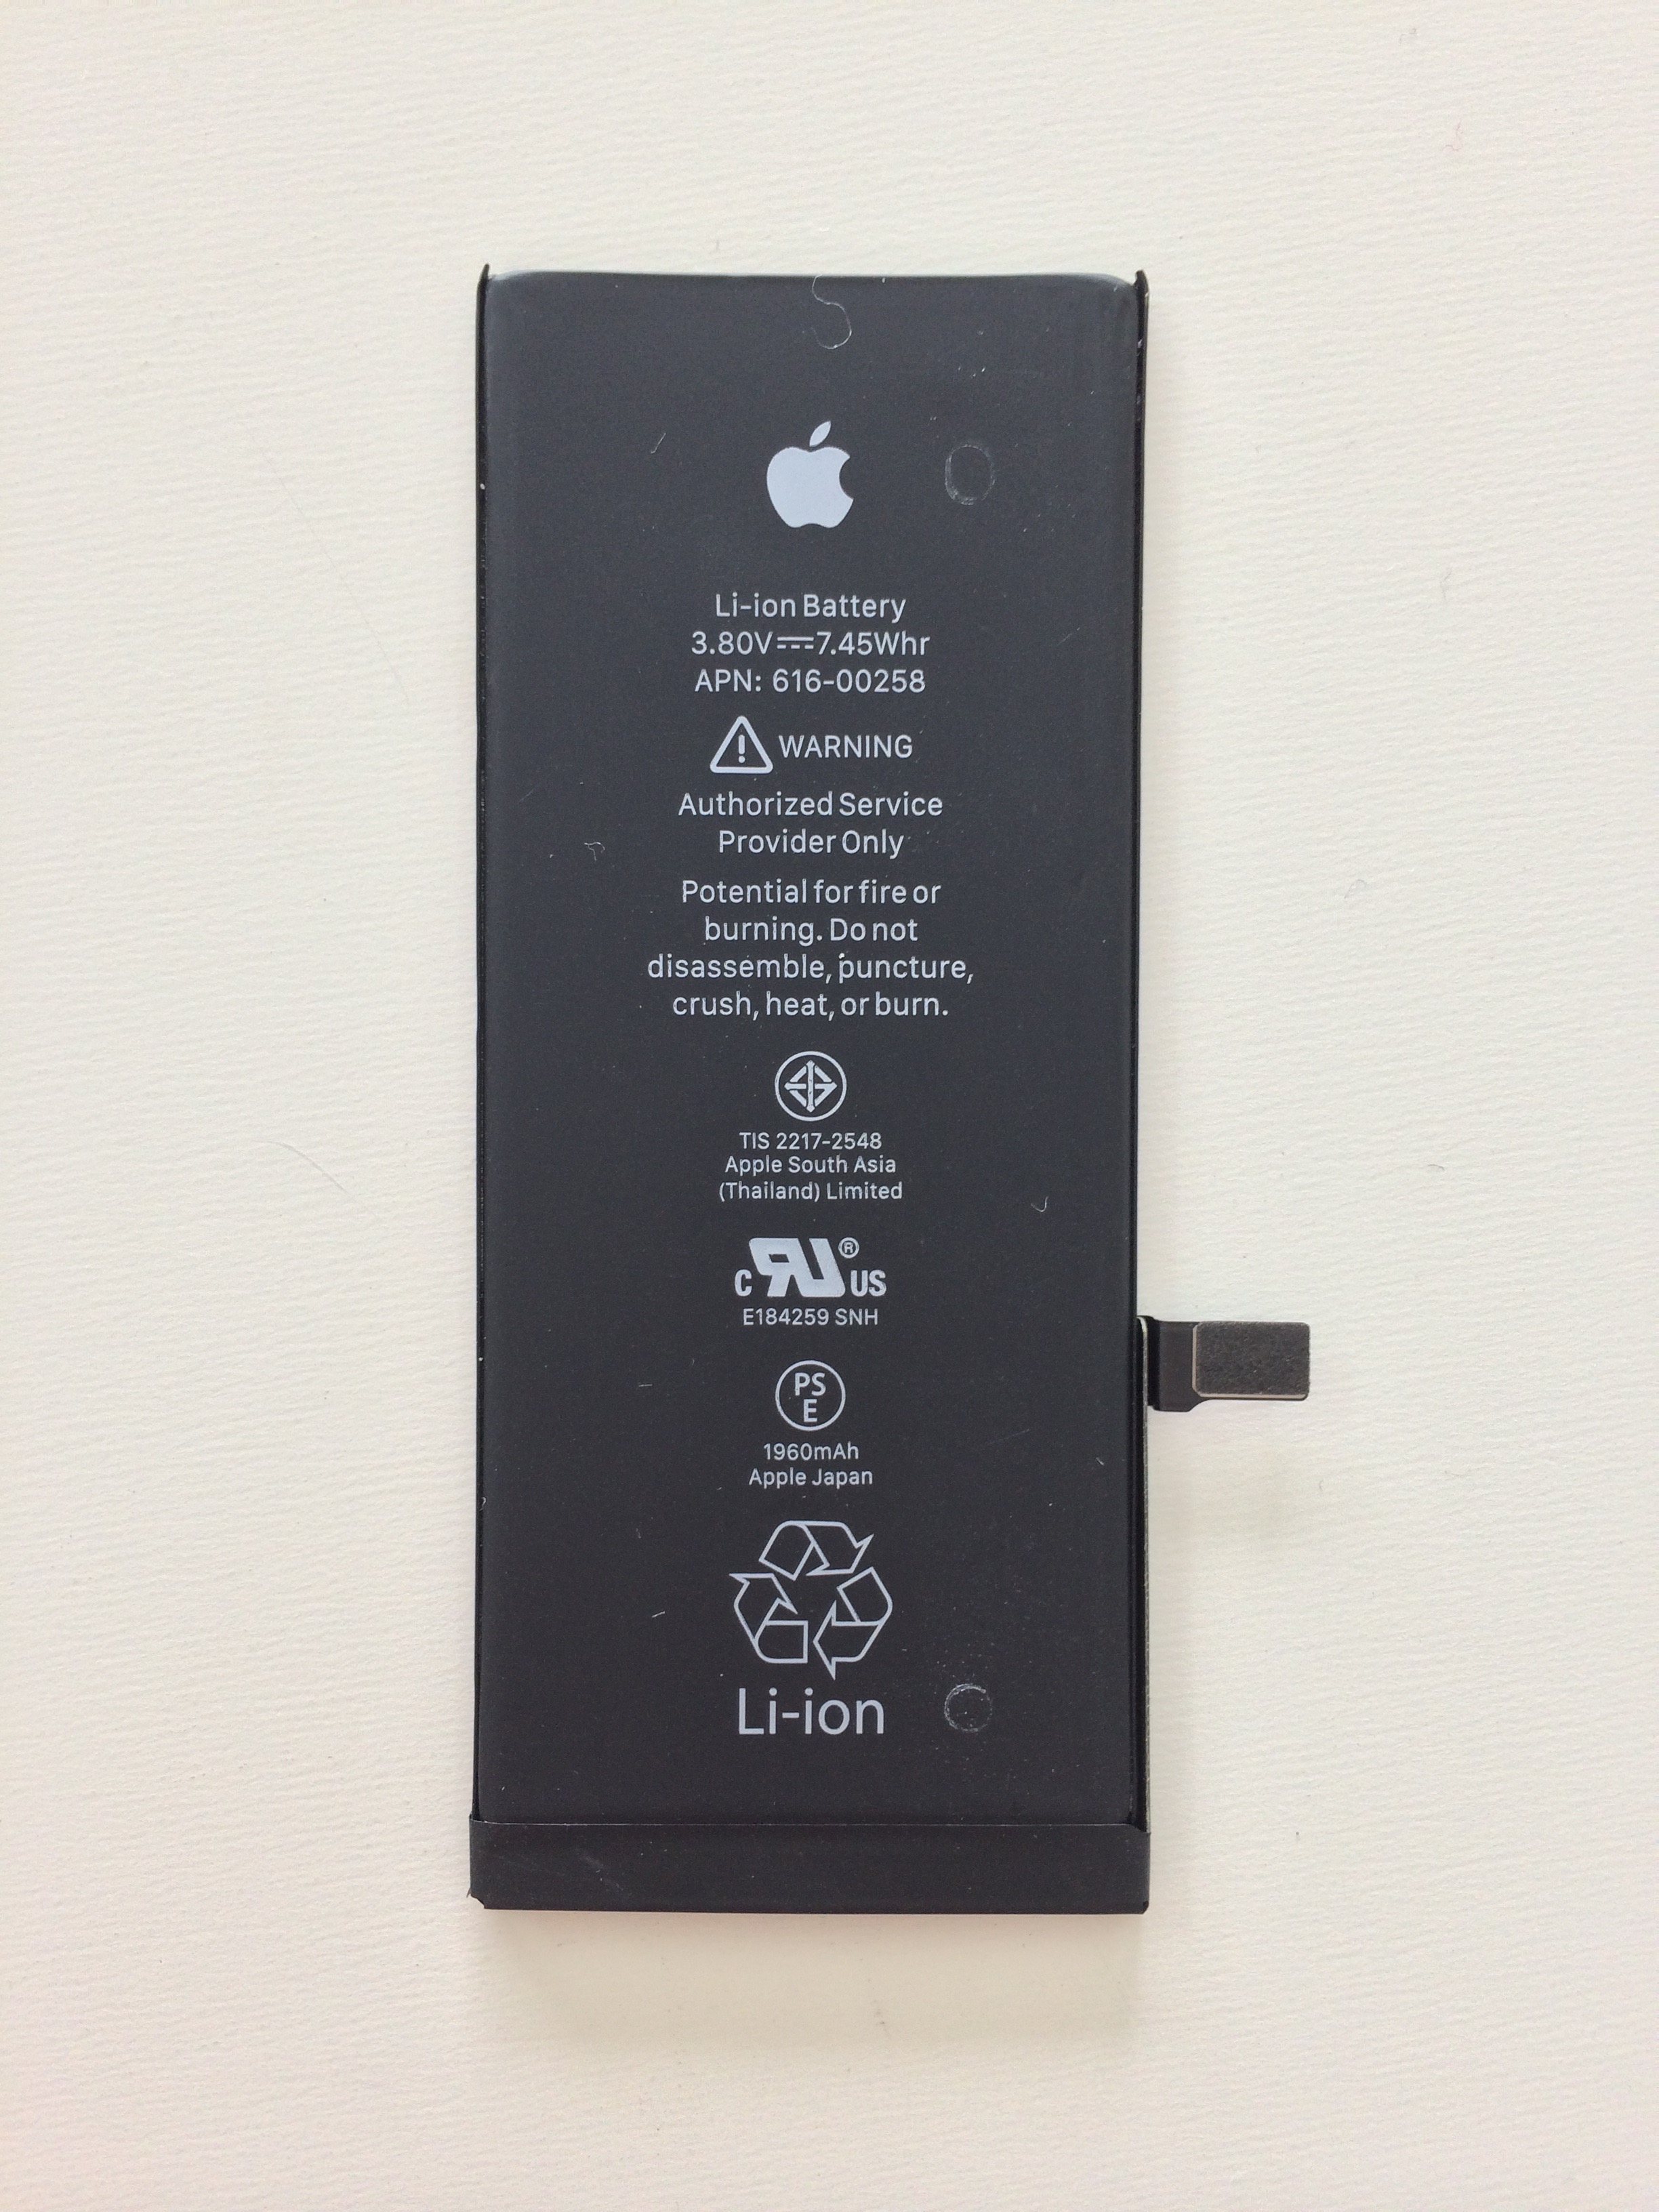 Li-ion Battery
3.80V⎓7.45Whr
APN: 616-00258
WARNING
Authorized Service
Provider Only
Potential for fire or
burning. Do not
disassemble, puncture,
crush, heat, or burn.
TIS 2217-2548
Apple South Asia
(Thailand) Limited
c RU® US
E184259 SNH
PS
E
1960mAh
Apple Japan
Li-ion